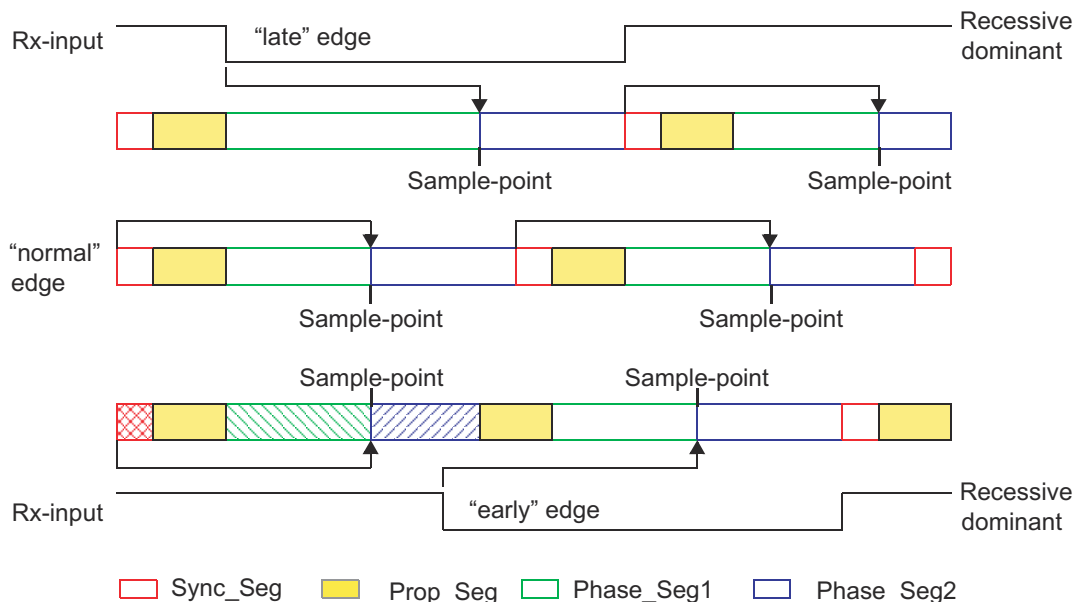 Rx-input
“late” edge
Recessive
dominant
Sample-point
Sample-point
“normal”
edge
Sample-point
Sample-point
Sample-point
Sample-point
Rx-input
“early” edge
Recessive
dominant
Sync_Seg
Prop_Seg
Phase_Seg1
Phase_Seg2